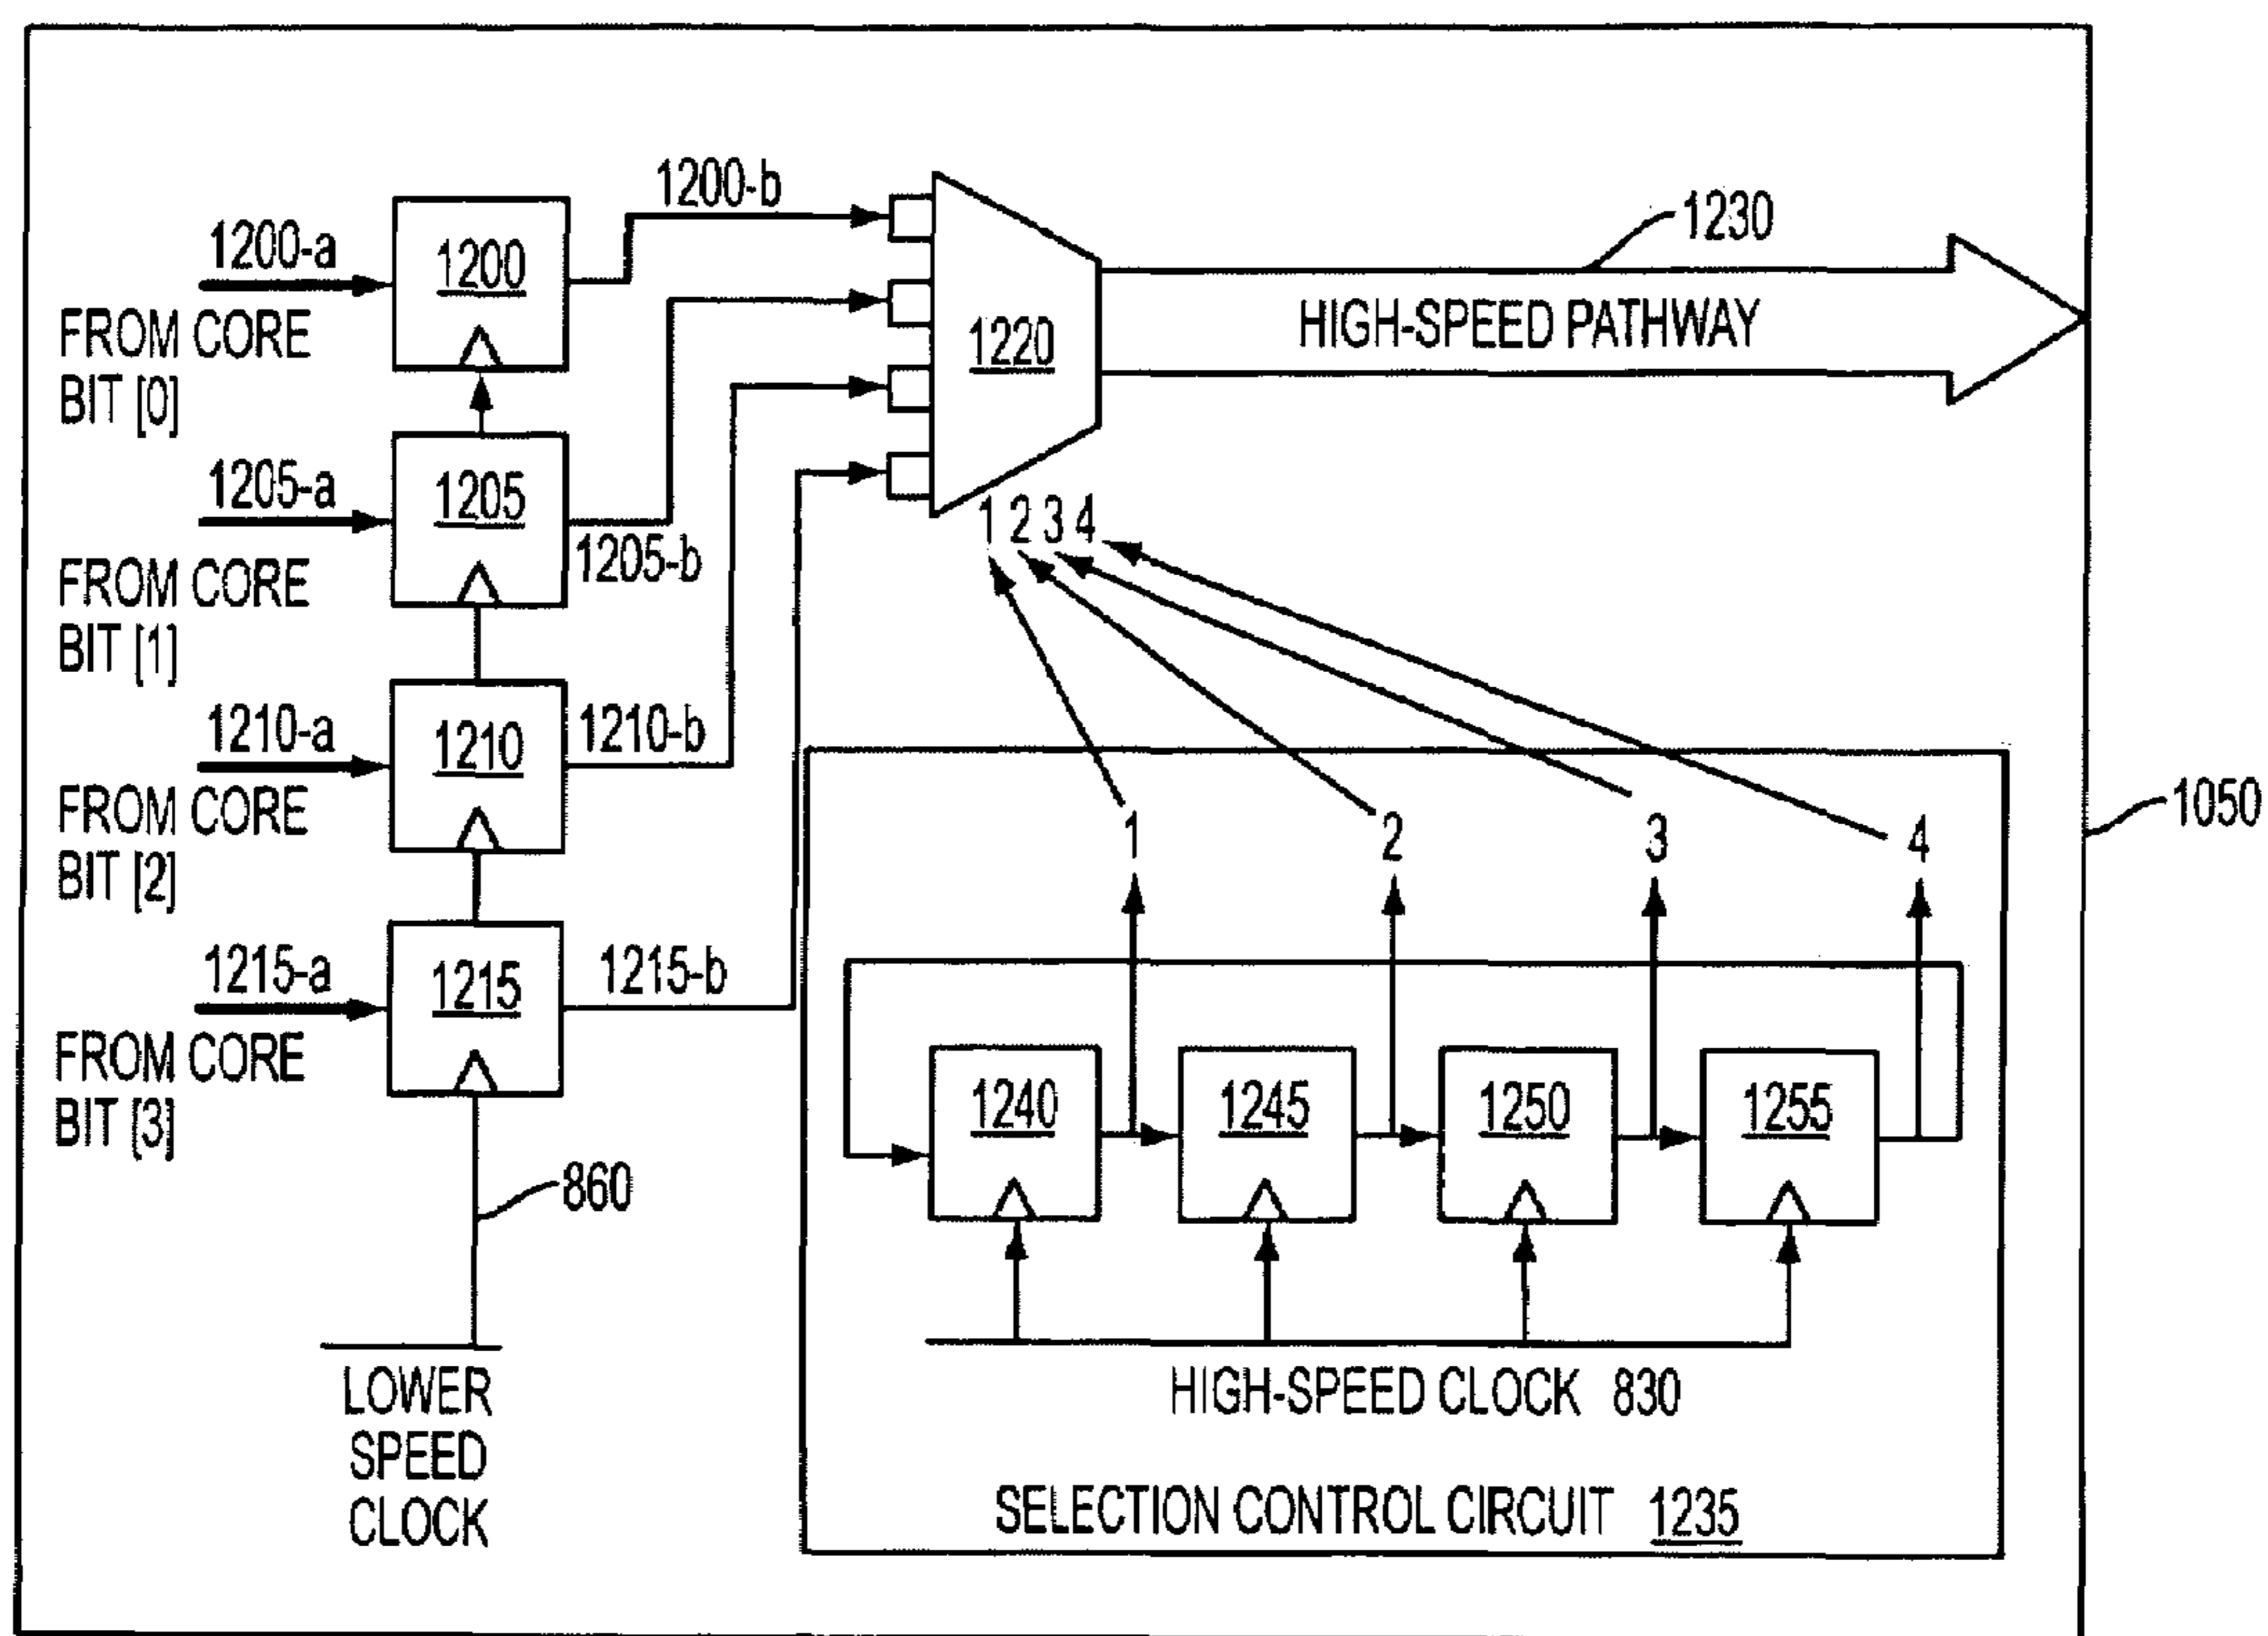 1200-a
1200
1200-b
FROM CORE
BIT [0]
1205-a
1205
1205-b
FROM CORE
BIT [1]
1210-a
1210
1210-b
FROM CORE
BIT [2]
1215-a
1215
1215-b
FROM CORE
BIT [3]
860
LOWER
SPEED
CLOCK
1220
1230
HIGH-SPEED PATHWAY
1 2 3 4
1050
1
2
3
4
1240
1245
1250
1255
HIGH-SPEED CLOCK 830
SELECTION CONTROL CIRCUIT 1235